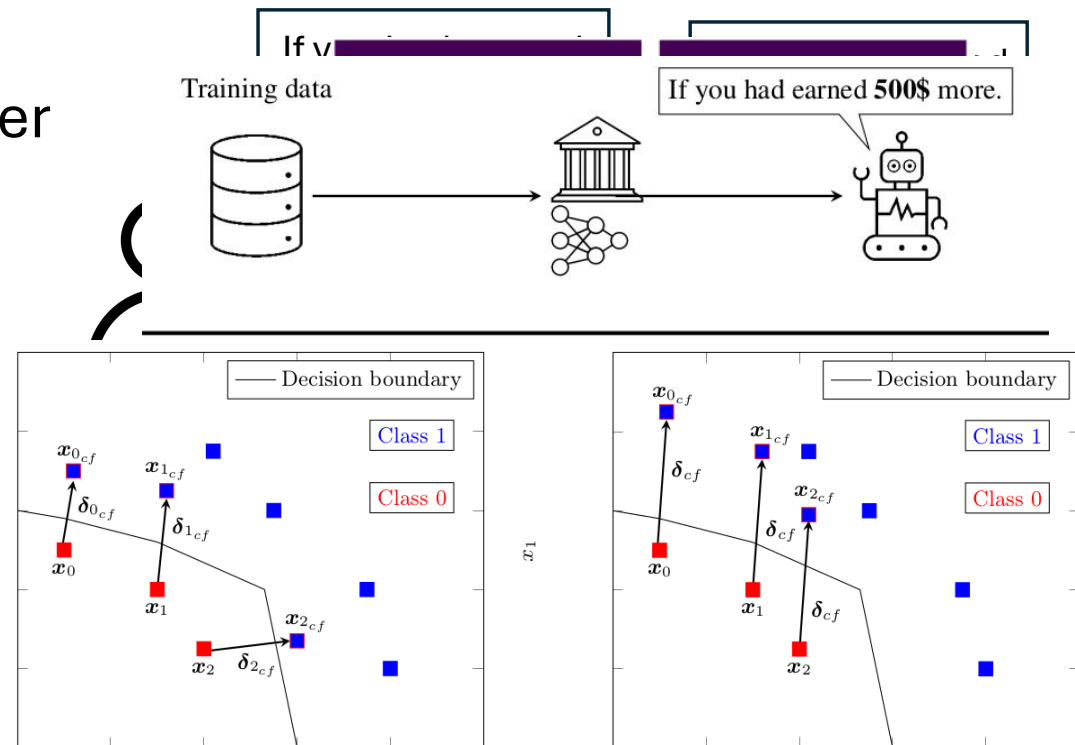 If
er
Training data
If you had earned 500$ more.
Decision boundary
Class 1
Class 0
x₀cf
δ₀cf
x₀
x₁cf
δ₁cf
x₁
x₂cf
δ₂cf
x₂
x₁
Decision boundary
Class 1
Class 0
x₀cf
δcf
x₀
x₁cf
δcf
x₁
x₂cf
δcf
x₂